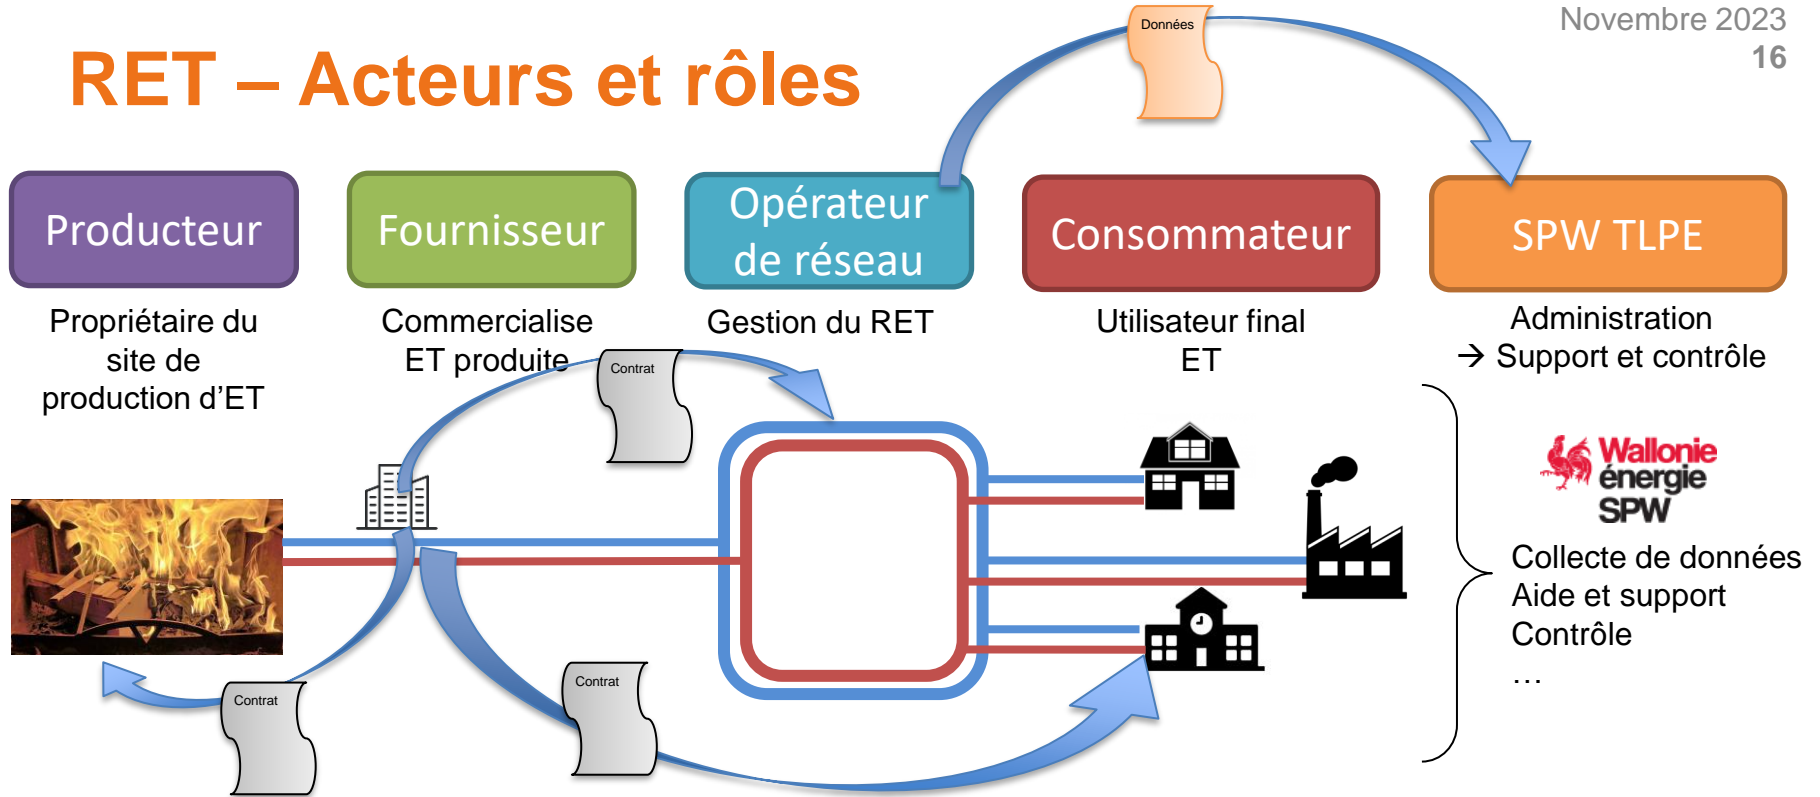 Novembre 2023
16
RET – Acteurs et rôles
Données
Producteur
Fournisseur
Opérateur
de réseau
Consommateur
SPW TLPE
Propriétaire du
site de
production d’ET
Commercialise
ET produite
Gestion du RET
Utilisateur final
ET
Administration
→ Support et contrôle
Contrat
Contrat
Contrat
Wallonie
énergie
SPW
Collecte de données
Aide et support
Contrôle
…